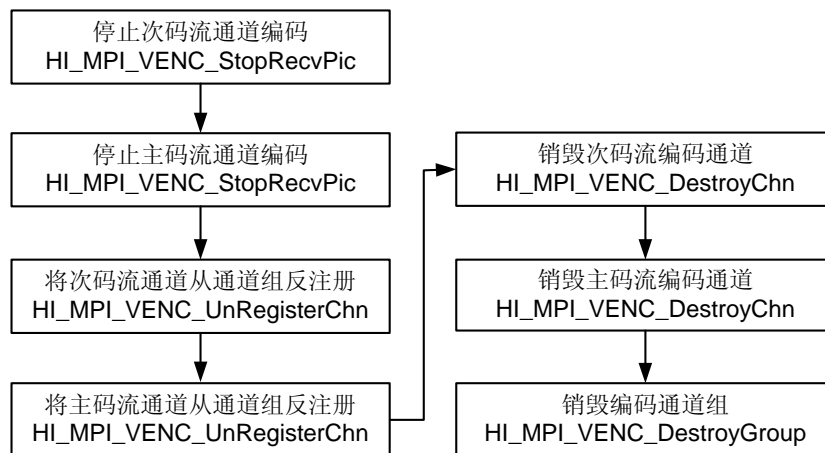 停止次码流通道编码
HI_MPI_VENC_StopRecvPic
停止主码流通道编码
HI_MPI_VENC_StopRecvPic
将次码流通道从通道组反注册
HI_MPI_VENC_UnRegisterChn
将主码流通道从通道组反注册
HI_MPI_VENC_UnRegisterChn
销毁次码流编码通道
HI_MPI_VENC_DestroyChn
销毁主码流编码通道
HI_MPI_VENC_DestroyChn
销毁编码通道组
HI_MPI_VENC_DestroyGroup